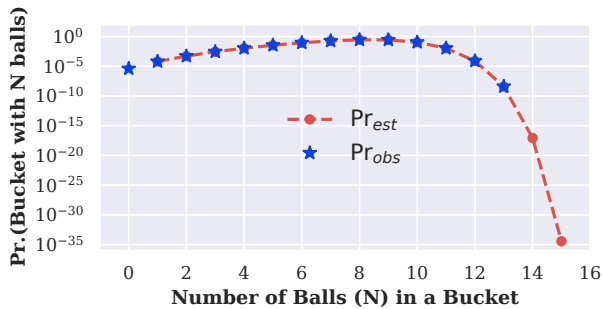 Pr.(Bucket with N balls)
10^0
10^-5
10^-10
10^-15
10^-20
10^-25
10^-30
10^-35
Pr_est
Pr_obs
0 2 4 6 8 10 12 14 16
Number of Balls (N) in a Bucket